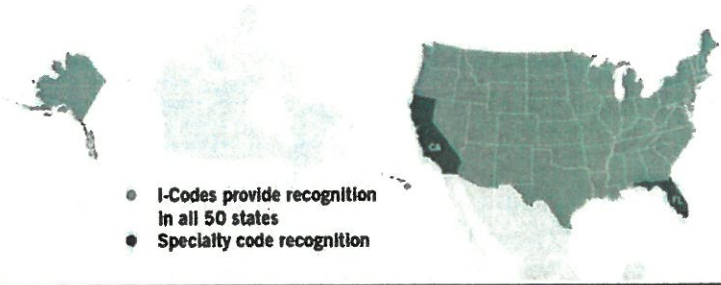 CA
FL
I-Codes provide recognition
in all 50 states
Specialty code recognition